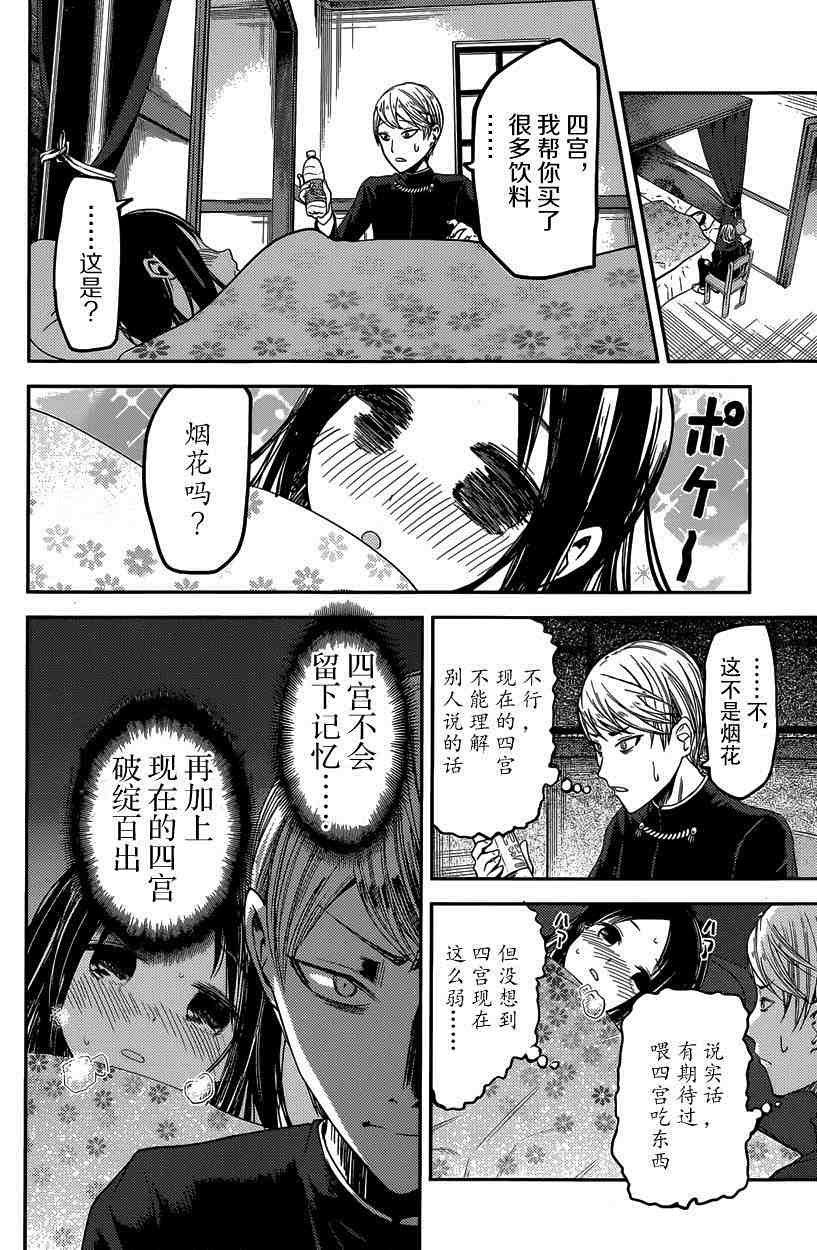 四宫，
我帮你买了
很多饮料
……
……这是？
ポケー
烟花吗？
……不，
这不是烟花
不行，
现在的四宫
不能理解
别人说的话
说实话，
有期待过
喂四宫吃东西
但没想到
四宫现在
这么弱……
四宫不会
留下记忆……
再加上
现在的四宫
破绽百出